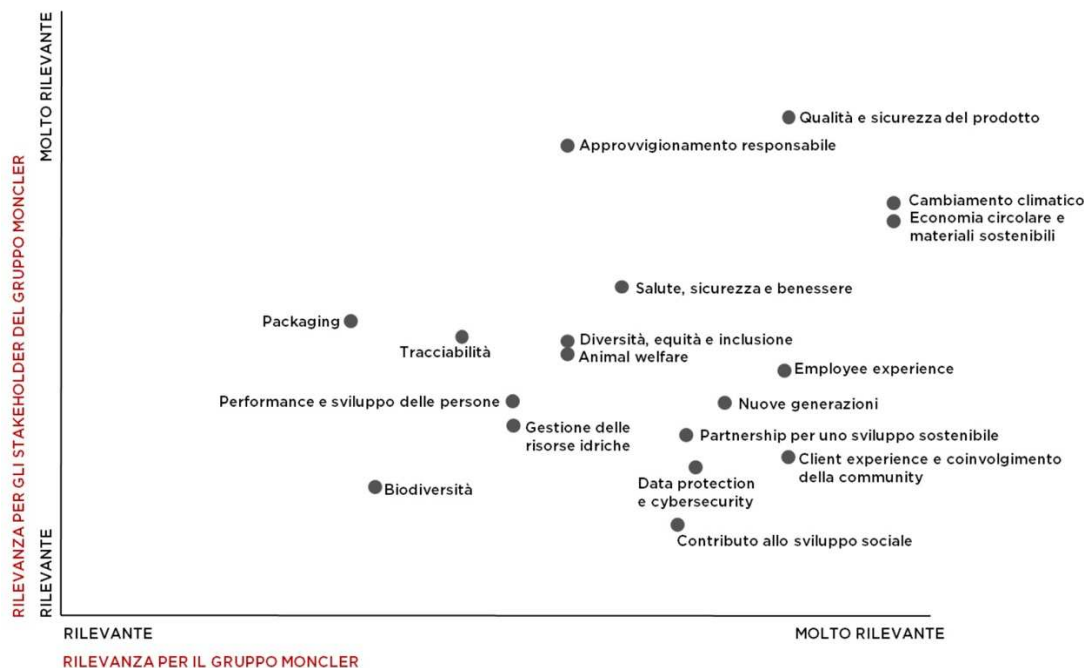 MOLTO RILEVANTE
RILEVANZA PER GLI STAKEHOLDER DEL GRUPPO MONCLER
RILEVANTE
Qualità e sicurezza del prodotto
Approvvigionamento responsabile
Cambiamento climatico
Economia circolare e
materiali sostenibili
Salute, sicurezza e benessere
Packaging
Tracciabilità
Diversità, equità e inclusione
Animal welfare
Employee experience
Performance e sviluppo delle persone
Nuove generazioni
Gestione delle
risorse idriche
Partnership per uno sviluppo sostenibile
Client experience e coinvolgimento
della community
Data protection
e cybersecurity
Biodiversità
Contributo allo sviluppo sociale
RILEVANTE
MOLTO RILEVANTE
RILEVANZA PER IL GRUPPO MONCLER